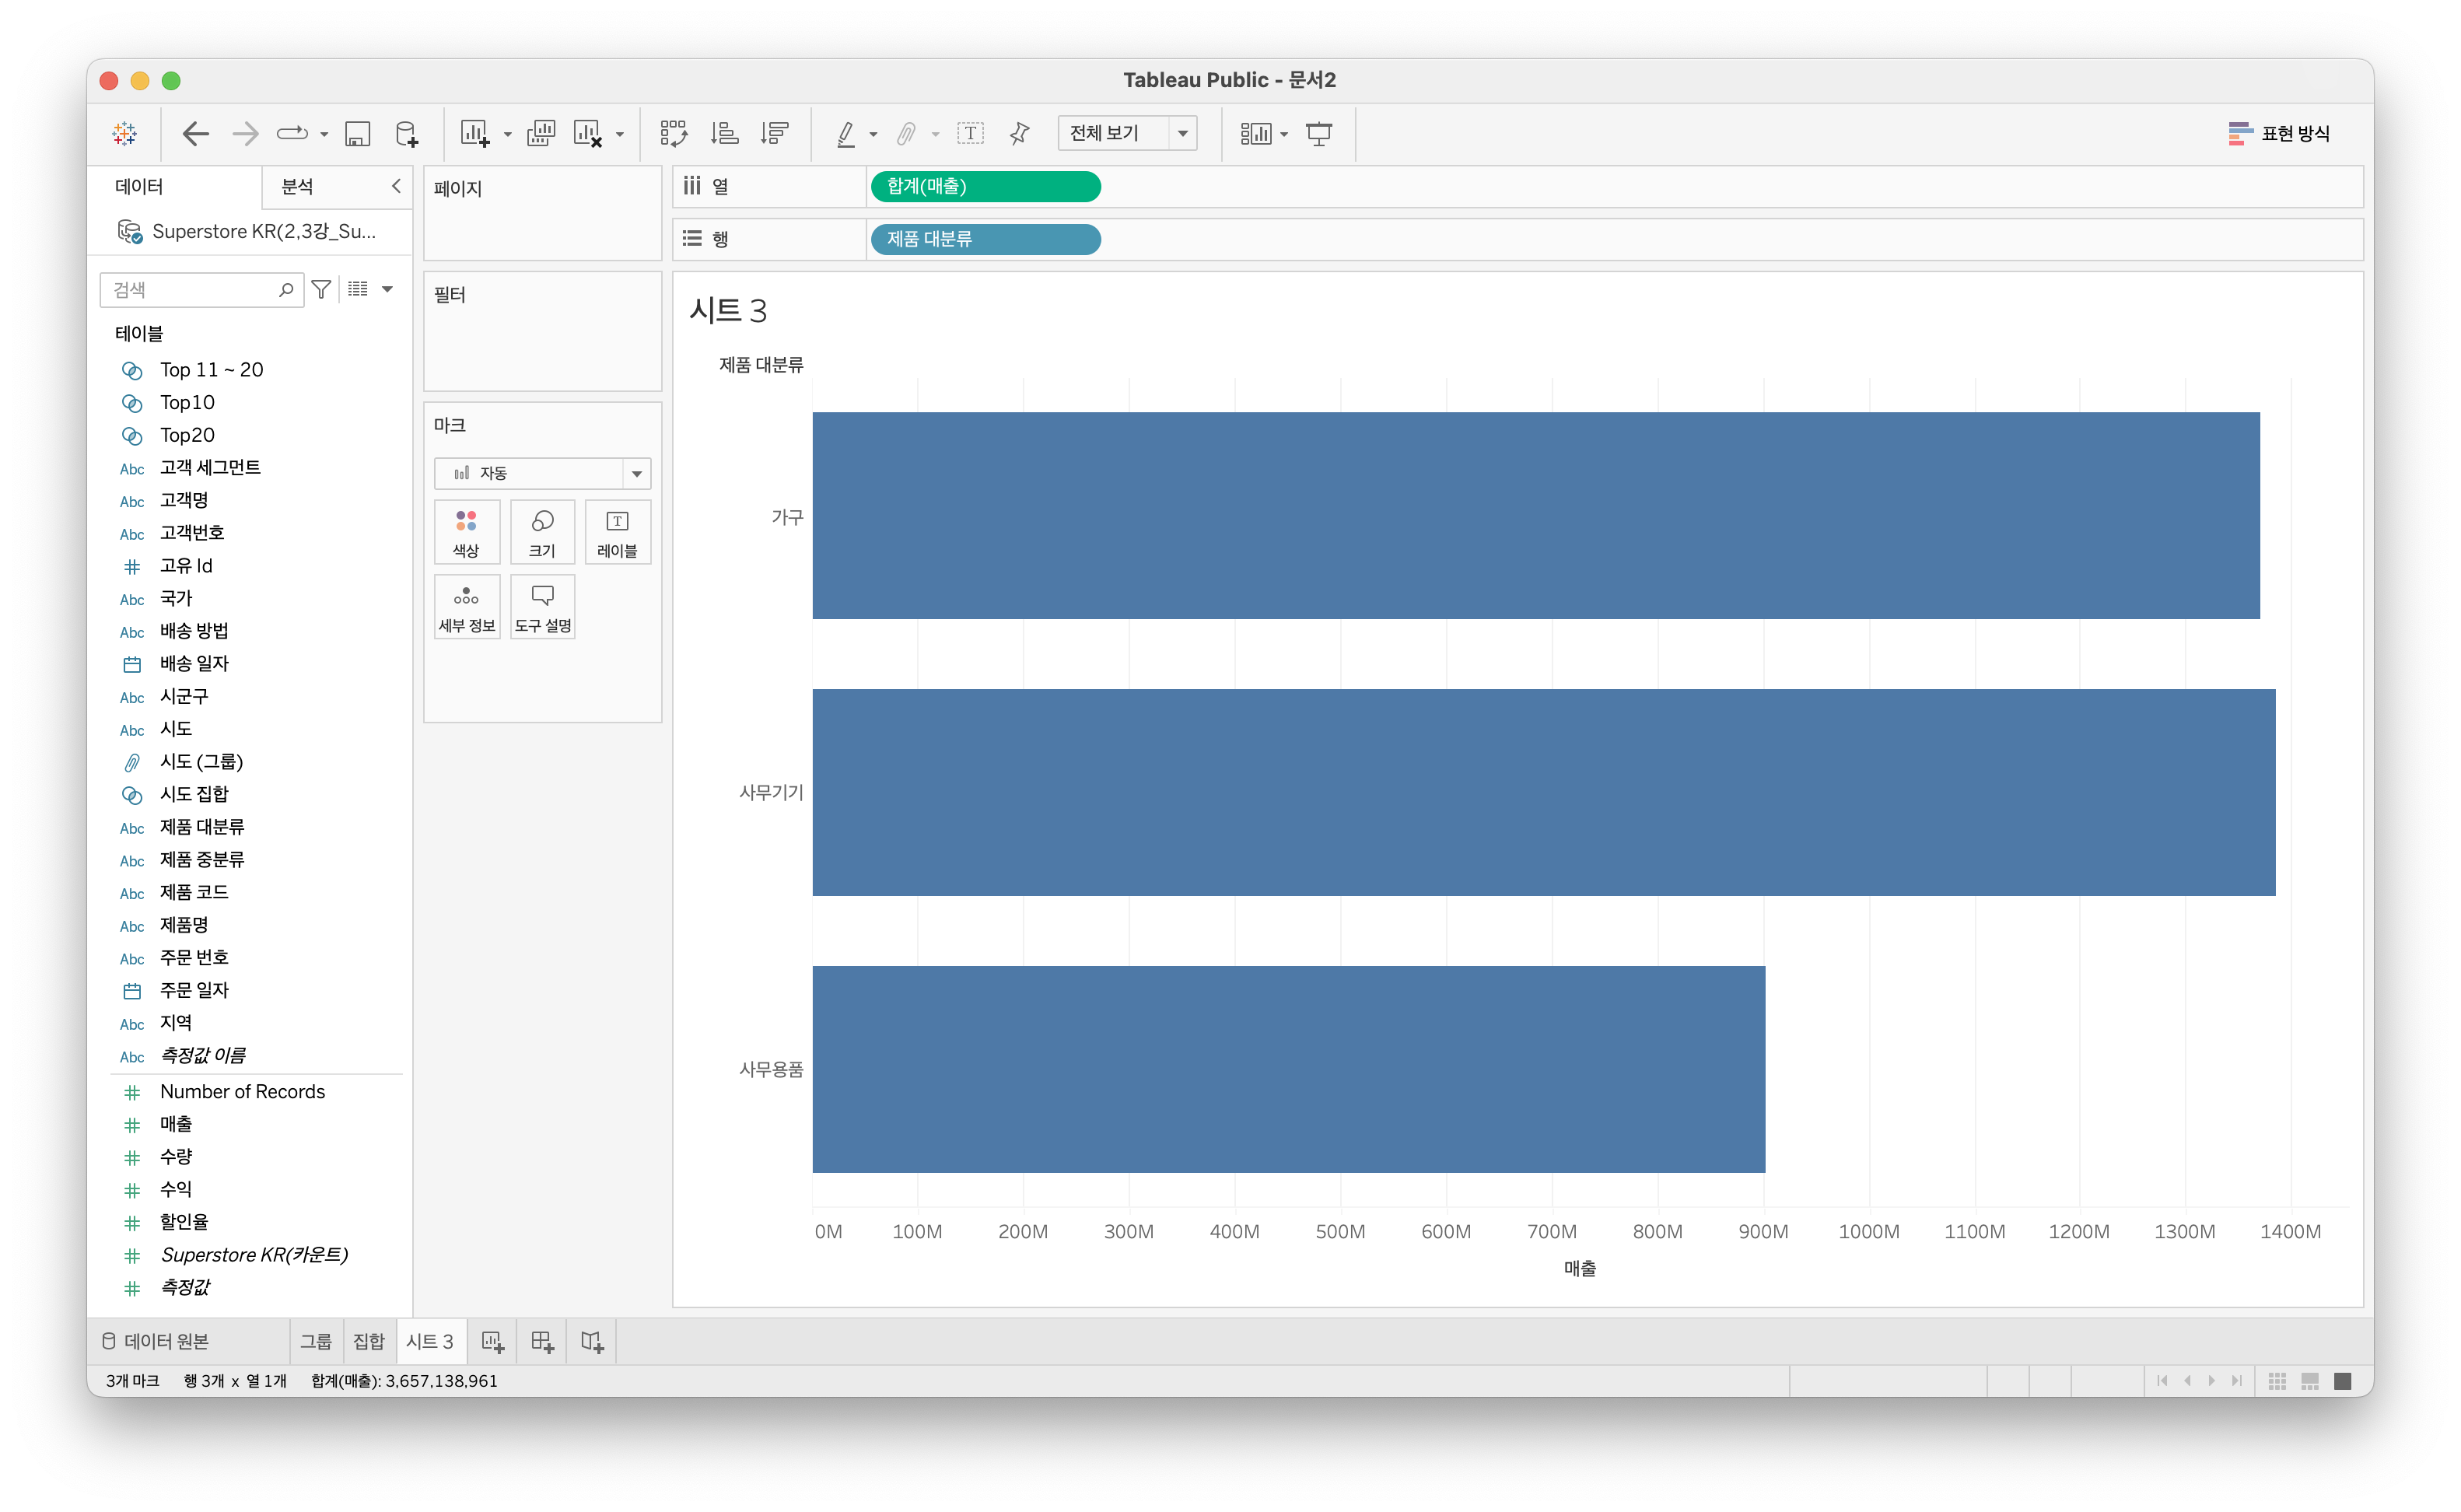 Tableau Public - 문서2
전체 보기
표현 방식
데이터
분석
Superstore KR(2,3강_Su...
검색
테이블
Top 11 ~ 20
Top10
Top20
Abc 고객 세그먼트
Abc 고객명
Abc 고객번호
고유 Id
Abc 국가
Abc 배송 방법
배송 일자
Abc 시군구
Abc 시도
시도 (그룹)
시도 집합
Abc 제품 대분류
Abc 제품 중분류
Abc 제품 코드
Abc 제품명
Abc 주문 번호
주문 일자
Abc 지역
Abc 측정값 이름
Number of Records
매출
수량
수익
할인율
Superstore KR(카운트)
측정값
페이지
필터
마크
자동
색상
크기
레이블
세부 정보
도구 설명
열
합계(매출)
행
제품 대분류
시트 3
제품 대분류
가구
사무기기
사무용품
0M 100M 200M 300M 400M 500M 600M 700M 800M 900M 1000M 1100M 1200M 1300M 1400M
매출
데이터 원본
그룹
집합
시트 3
3개 마크 행 3개 x 열 1개 합계(매출): 3,657,138,961